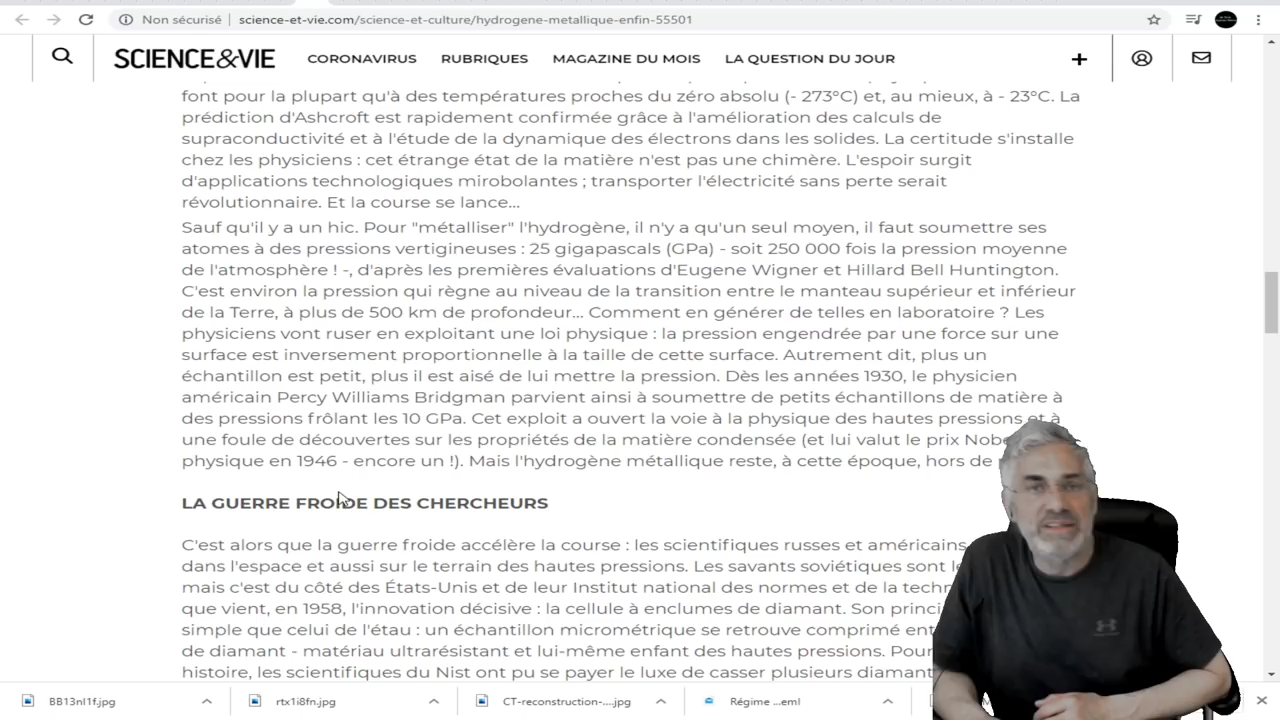 Non sécurisé
science-et-vie.com/science-et-culture/hydrogene-metallique-enfin-55501
SCIENCE&VIE
CORONAVIRUS
RUBRIQUES
MAGAZINE DU MOIS
LA QUESTION DU JOUR
font pour la plupart qu'à des températures proches du zéro absolu (- 273°C) et, au mieux, à - 23°C. La
prédiction d'Ashcroft est rapidement confirmée grâce à l'amélioration des calculs de
supraconductivité et à l'étude de la dynamique des électrons dans les solides. La certitude s'installe
chez les physiciens : cet étrange état de la matière n'est pas une chimère. L'espoir surgit
d'applications technologiques mirobolantes ; transporter l'électricité sans perte serait
révolutionnaire. Et la course se lance...
Sauf qu'il y a un hic. Pour "métalliser" l'hydrogène, il n'y a qu'un seul moyen, il faut soumettre ses
atomes à des pressions vertigineuses : 25 gigapascals (GPa) - soit 250 000 fois la pression moyenne
de l'atmosphère ! -, d'après les premières évaluations d'Eugene Wigner et Hillard Bell Huntington.
C'est environ la pression qui règne au niveau de la transition entre le manteau supérieur et inférieur
de la Terre, à plus de 500 km de profondeur... Comment en générer de telles en laboratoire ? Les
physiciens vont ruser en exploitant une loi physique : la pression engendrée par une force sur une
surface est inversement proportionnelle à la taille de cette surface. Autrement dit, plus un
échantillon est petit, plus il est aisé de lui mettre la pression. Dès les années 1930, le physicien
américain Percy Williams Bridgman parvient ainsi à soumettre de petits échantillons de matière à
des pressions frôlant les 10 GPa. Cet exploit a ouvert la voie à la physique des hautes pressions et à
une foule de découvertes sur les propriétés de la matière condensée (et lui valut le prix Nobe
physique en 1946 - encore un !). Mais l'hydrogène métallique reste, à cette époque, hors de
LA GUERRE FROIDE DES CHERCHEURS
C'est alors que la guerre froide accélère la course : les scientifiques russes et américains
dans l'espace et aussi sur le terrain des hautes pressions. Les savants soviétiques sont le
mais c'est du côté des États-Unis et de leur Institut national des normes et de la techn
que vient, en 1958, l'innovation décisive : la cellule à enclumes de diamant. Son princi
simple que celui de l'étau : un échantillon micrométrique se retrouve comprimé ent
de diamant - matériau ultrarésistant et lui-même enfant des hautes pressions. Pour
histoire, les scientifiques du Nist ont pu se payer le luxe de casser plusieurs diamant
BB13nI1f.jpg
rtx1i8fn.jpg
CT-reconstruction-....jpg
Régime ...eml